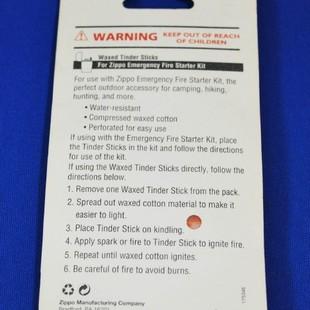 WARNING
KEEP OUT OF REACH
OF CHILDREN
Waxed Tinder Sticks
For Zippo Emergency Fire Starter Kit
For use with Zippo Emergency Fire Starter Kit, the
perfect outdoor accessory for camping, hiking,
hunting, and more.
• Water-resistant
• Compressed waxed cotton
• Perforated for easy use
If using with the Emergency Fire Starter Kit, place
the Tinder Sticks in the kit and follow the directions
for use of the kit.
If using the Waxed Tinder Sticks directly, follow the
directions below.
1. Remove one Waxed Tinder Stick from the pack.
2. Spread out waxed cotton material to make it
easier to light.
3. Place Tinder Stick on kindling.
4. Apply spark or fire to Tinder Stick to ignite fire.
5. Repeat until waxed cotton ignites.
6. Be careful of fire to avoid burns.
Zippo Manufacturing Company
Bradford, PA 16701